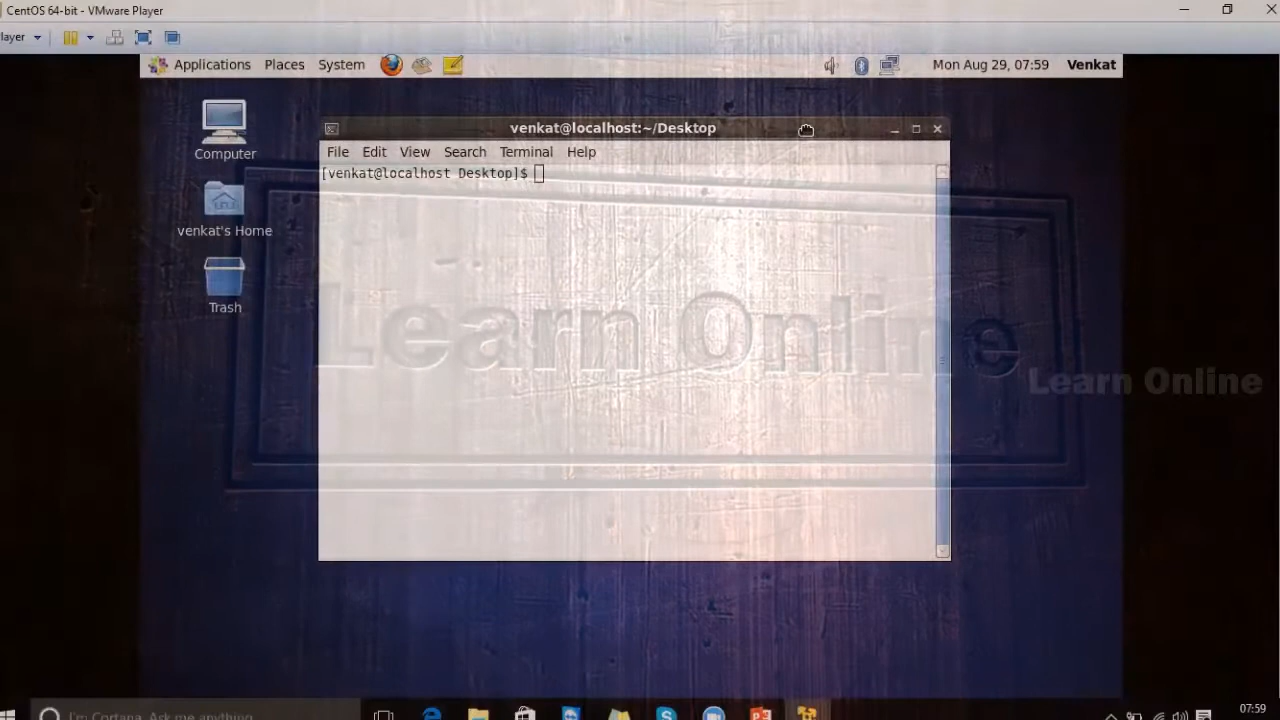 CentOS 64-bit - VMware Player
layer
Applications Places System
Mon Aug 29, 07:59 Venkat
Computer
venkat's Home
Trash
venkat@localhost:~/Desktop
File Edit View Search Terminal Help
[venkat@localhost Desktop]$
Learn Online
Learn Online
I'm Cortana. Ask me anything.
07:59